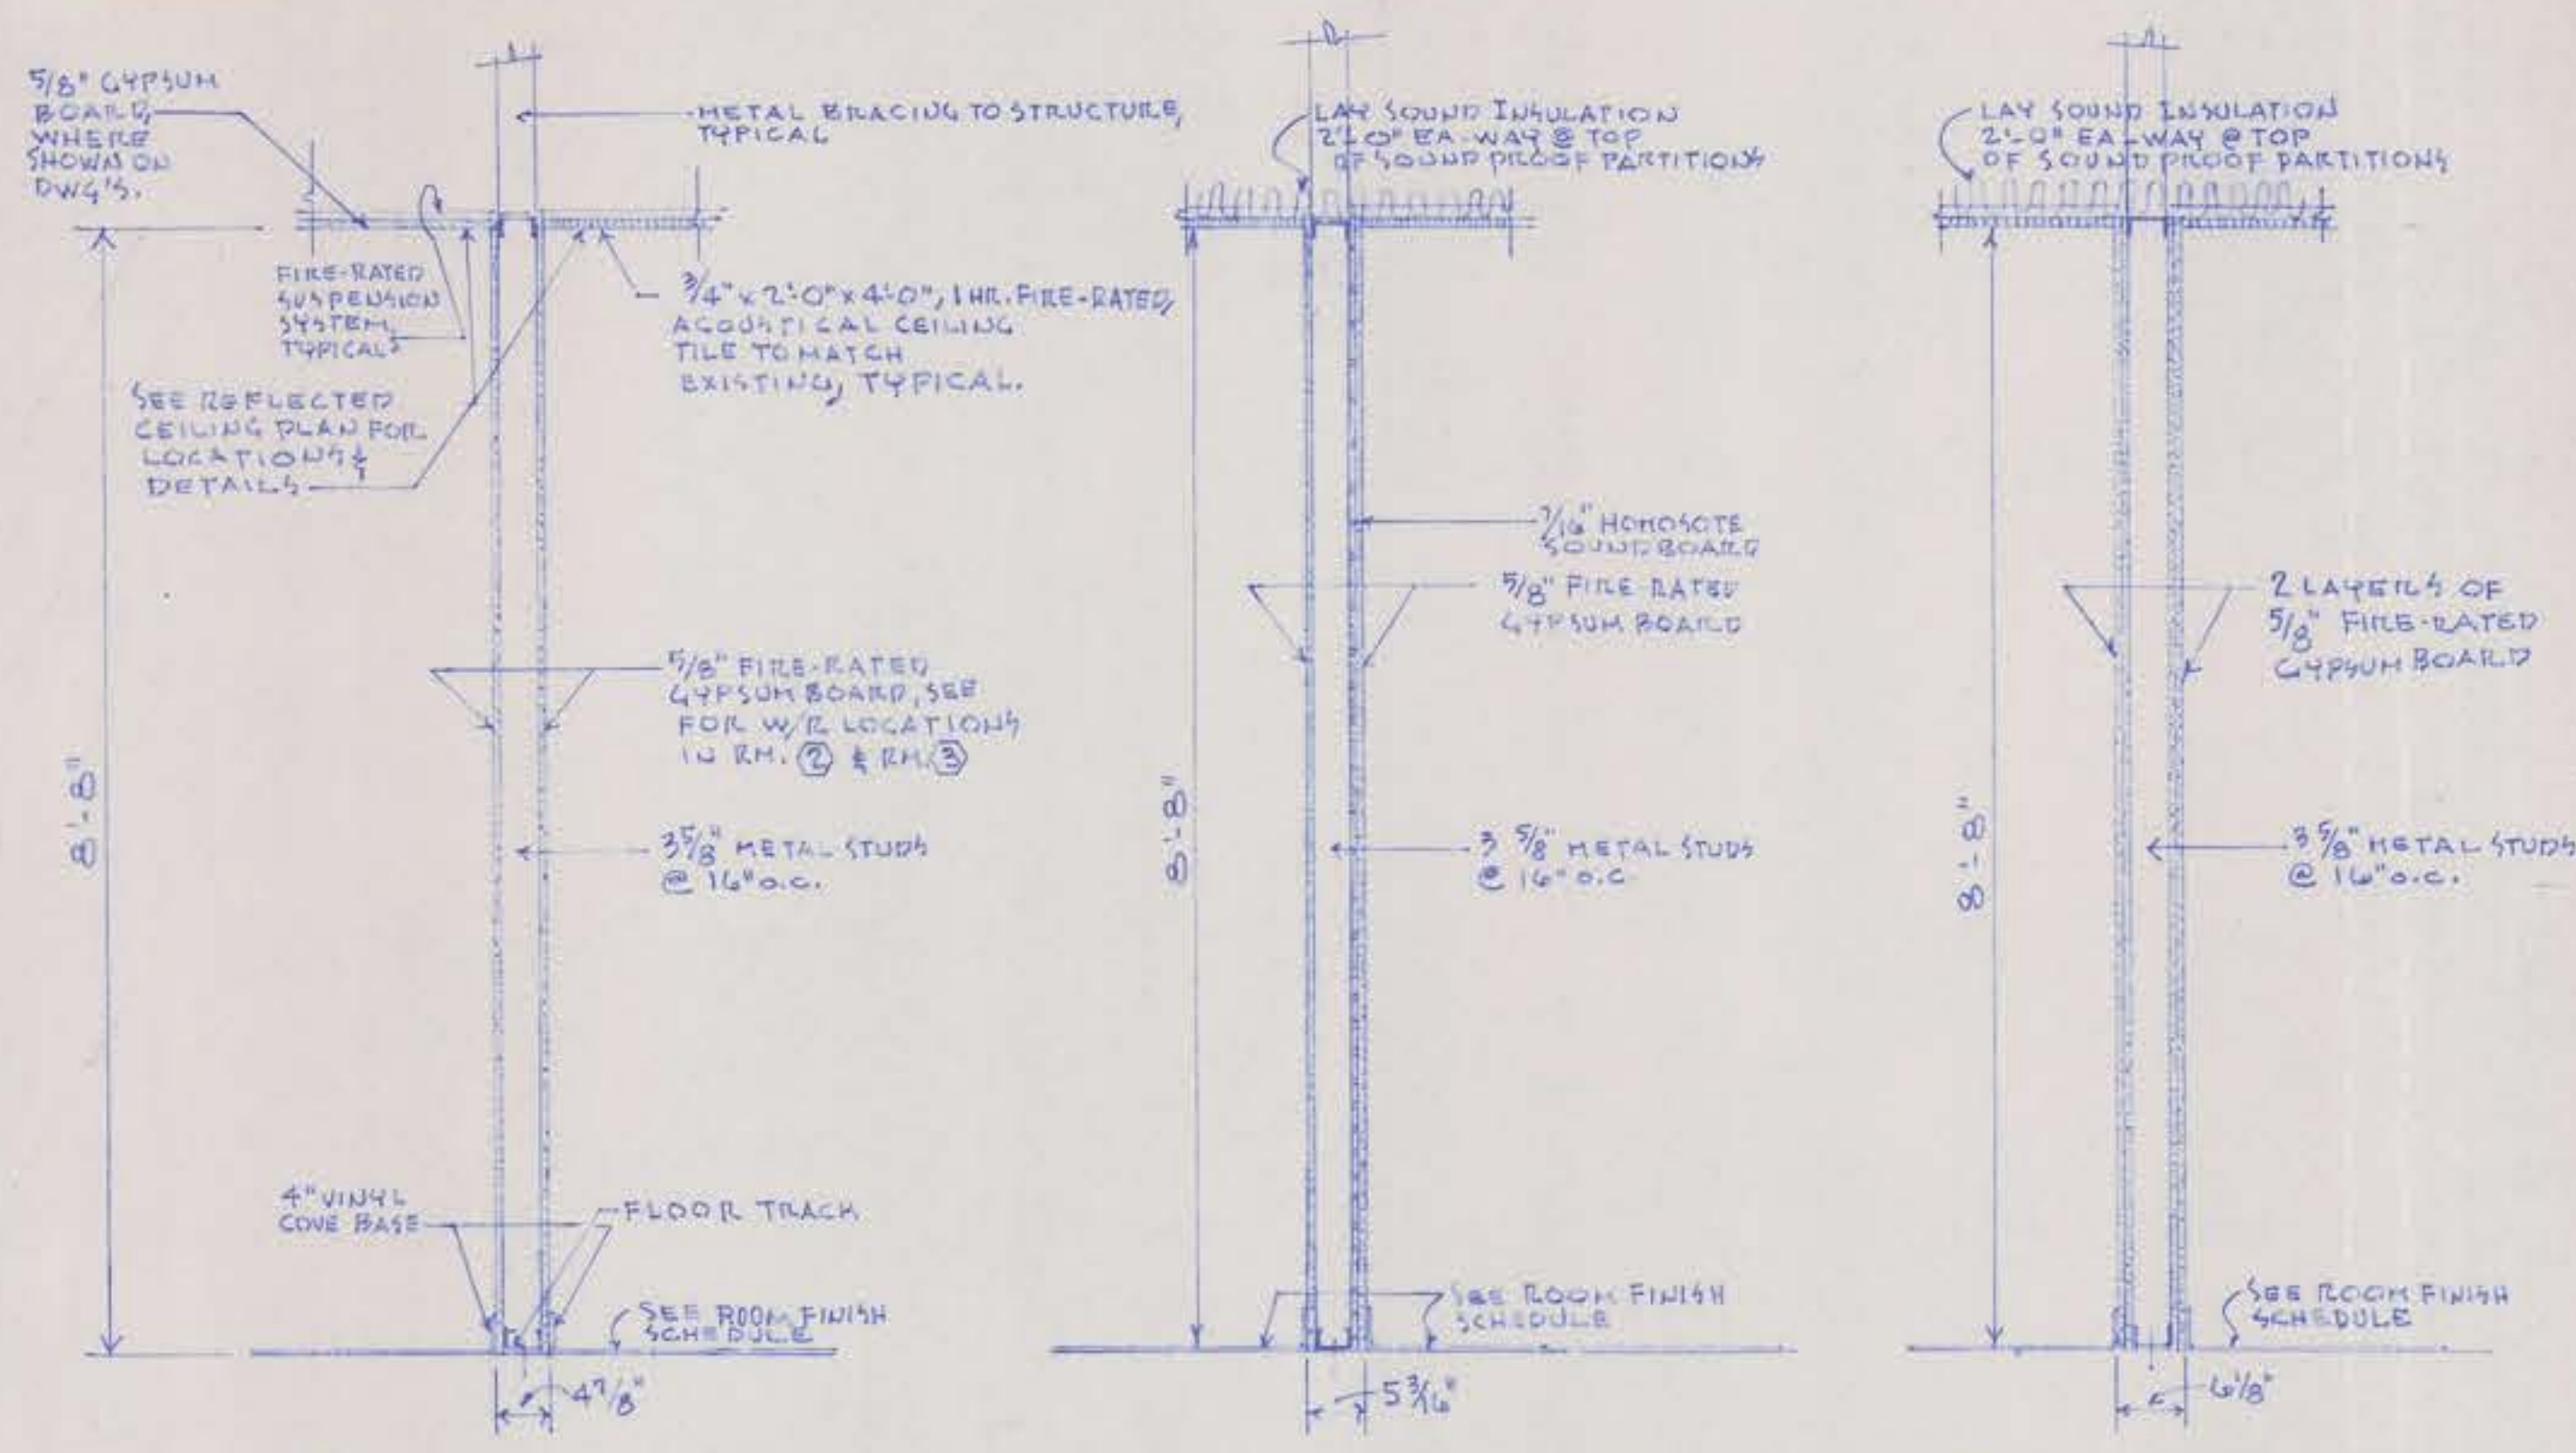 5/8" GYPSUM
BOARD,
WHERE
SHOWN ON
DWG'S.
METAL BRACING TO STRUCTURE,
TYPICAL
FIRE-RATED
SUSPENSION
SYSTEM,
TYPICAL
3/4" x 2'-0" x 4'-0", 1 HR. FIRE-RATED,
ACOUSTICAL CEILING
TILE TO MATCH
EXISTING, TYPICAL.
SEE REFLECTED
CEILING PLAN FOR
LOCATIONS &
DETAILS
5/8" FIRE-RATED
GYPSUM BOARD, SEE
FOR W/R LOCATIONS
IN RM. 2 & RM. 3
8'-8"
3 5/8" METAL STUDS
@ 16" O.C.
4" VINYL
COVE BASE
FLOOR TRACK
SEE ROOM FINISH
SCHEDULE
4 7/8"
LAY SOUND INSULATION
2'-0" EA-WAY @ TOP
OF SOUND PROOF PARTITIONS
7/16" HOMOSOTE
SOUNDBOARD
5/8" FIRE RATED
GYPSUM BOARD
8'-8"
3 5/8" METAL STUDS
@ 16" O.C
SEE ROOM FINISH
SCHEDULE
5 3/16"
LAY SOUND INSULATION
2'-0" EA-WAY @ TOP
OF SOUND PROOF PARTITIONS
2 LAYERS OF
5/8" FIRE-RATED
GYPSUM BOARD
8'-8"
3 5/8" METAL STUDS
@ 16" O.C.
SEE ROOM FINISH
SCHEDULE
6 1/8"